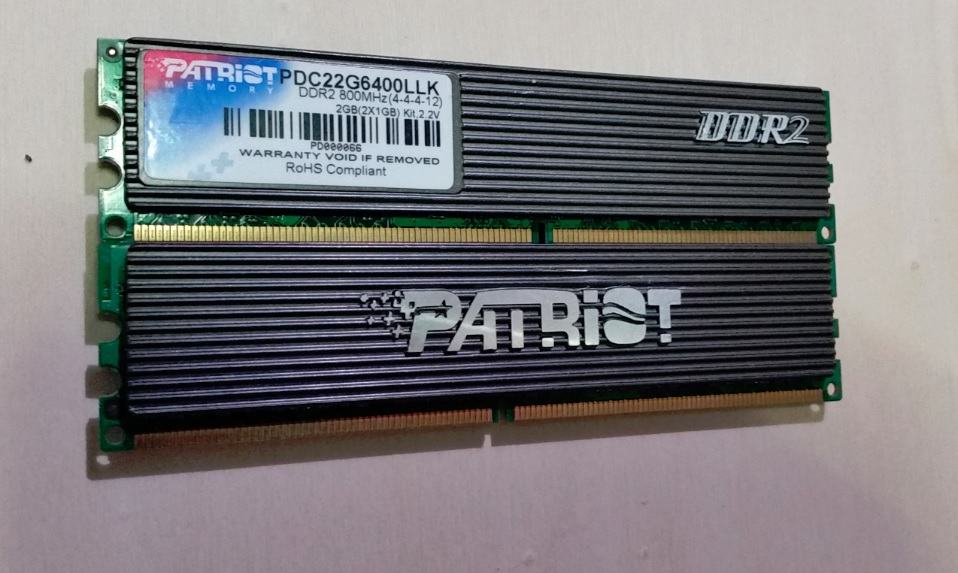 PATRIOT
MEMORY
PDC22G6400LLK
DDR2 800MHz(4-4-4-12)
2GB(2X1GB) Kit,2.2V
PD000066
WARRANTY VOID IF REMOVED
RoHS Compliant
DDR2
PATRIOT